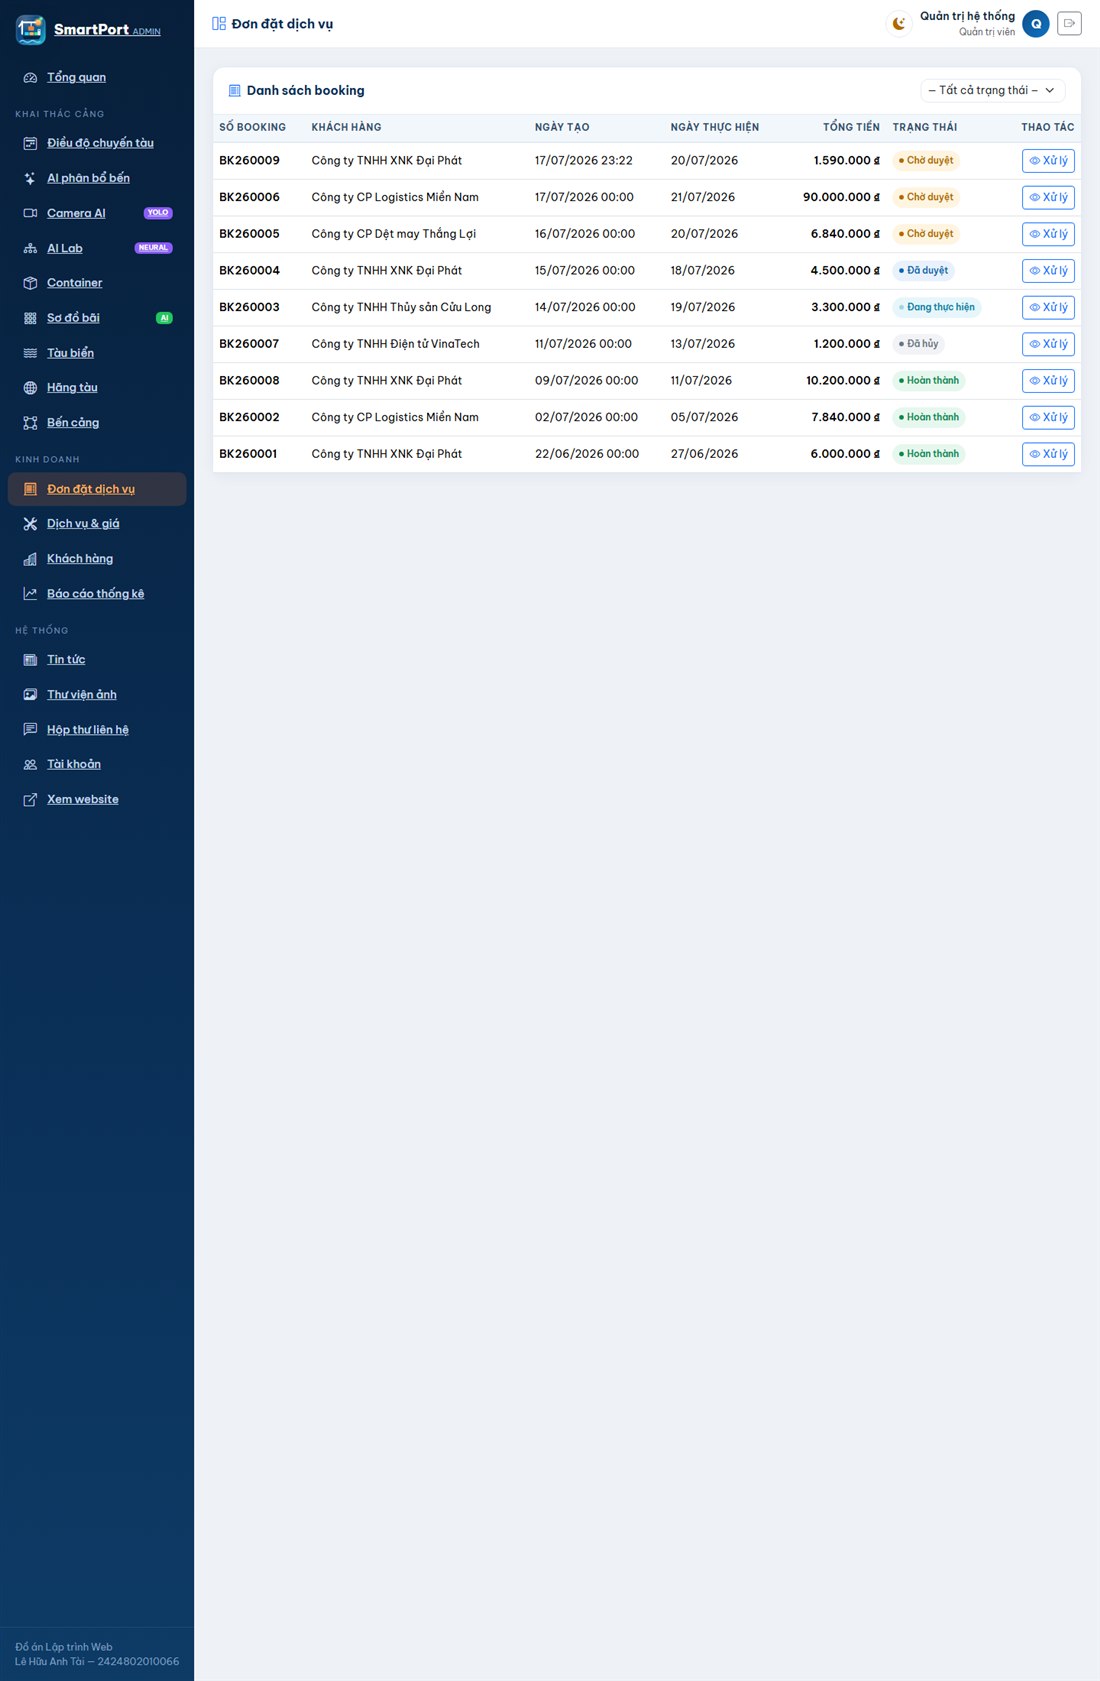 SmartPort ADMIN
Tổng quan
KHAI THÁC CẢNG
Điều độ chuyến tàu
AI phân bổ bến
Camera AI YOLO
AI Lab NEURAL
Container
Sơ đồ bãi AI
Tàu biển
Hãng tàu
Bến cảng
KINH DOANH
Đơn đặt dịch vụ
Dịch vụ & giá
Khách hàng
Báo cáo thống kê
HỆ THỐNG
Tin tức
Thư viện ảnh
Hộp thư liên hệ
Tài khoản
Xem website
Đồ án Lập trình Web
Lê Hữu Anh Tài — 2424802010066
Đơn đặt dịch vụ
Quản trị hệ thống
Quản trị viên
Q
Danh sách booking
— Tất cả trạng thái —
SỐ BOOKING KHÁCH HÀNG NGÀY TẠO NGÀY THỰC HIỆN TỔNG TIỀN TRẠNG THÁI THAO TÁC
BK260009 Công ty TNHH XNK Đại Phát 17/07/2026 23:22 20/07/2026 1.590.000 ₫ Chờ duyệt Xử lý
BK260006 Công ty CP Logistics Miền Nam 17/07/2026 00:00 21/07/2026 90.000.000 ₫ Chờ duyệt Xử lý
BK260005 Công ty CP Dệt may Thắng Lợi 16/07/2026 00:00 20/07/2026 6.840.000 ₫ Chờ duyệt Xử lý
BK260004 Công ty TNHH XNK Đại Phát 15/07/2026 00:00 18/07/2026 4.500.000 ₫ Đã duyệt Xử lý
BK260003 Công ty TNHH Thủy sản Cửu Long 14/07/2026 00:00 19/07/2026 3.300.000 ₫ Đang thực hiện Xử lý
BK260007 Công ty TNHH Điện tử VinaTech 11/07/2026 00:00 13/07/2026 1.200.000 ₫ Đã hủy Xử lý
BK260008 Công ty TNHH XNK Đại Phát 09/07/2026 00:00 11/07/2026 10.200.000 ₫ Hoàn thành Xử lý
BK260002 Công ty CP Logistics Miền Nam 02/07/2026 00:00 05/07/2026 7.840.000 ₫ Hoàn thành Xử lý
BK260001 Công ty TNHH XNK Đại Phát 22/06/2026 00:00 27/06/2026 6.000.000 ₫ Hoàn thành Xử lý